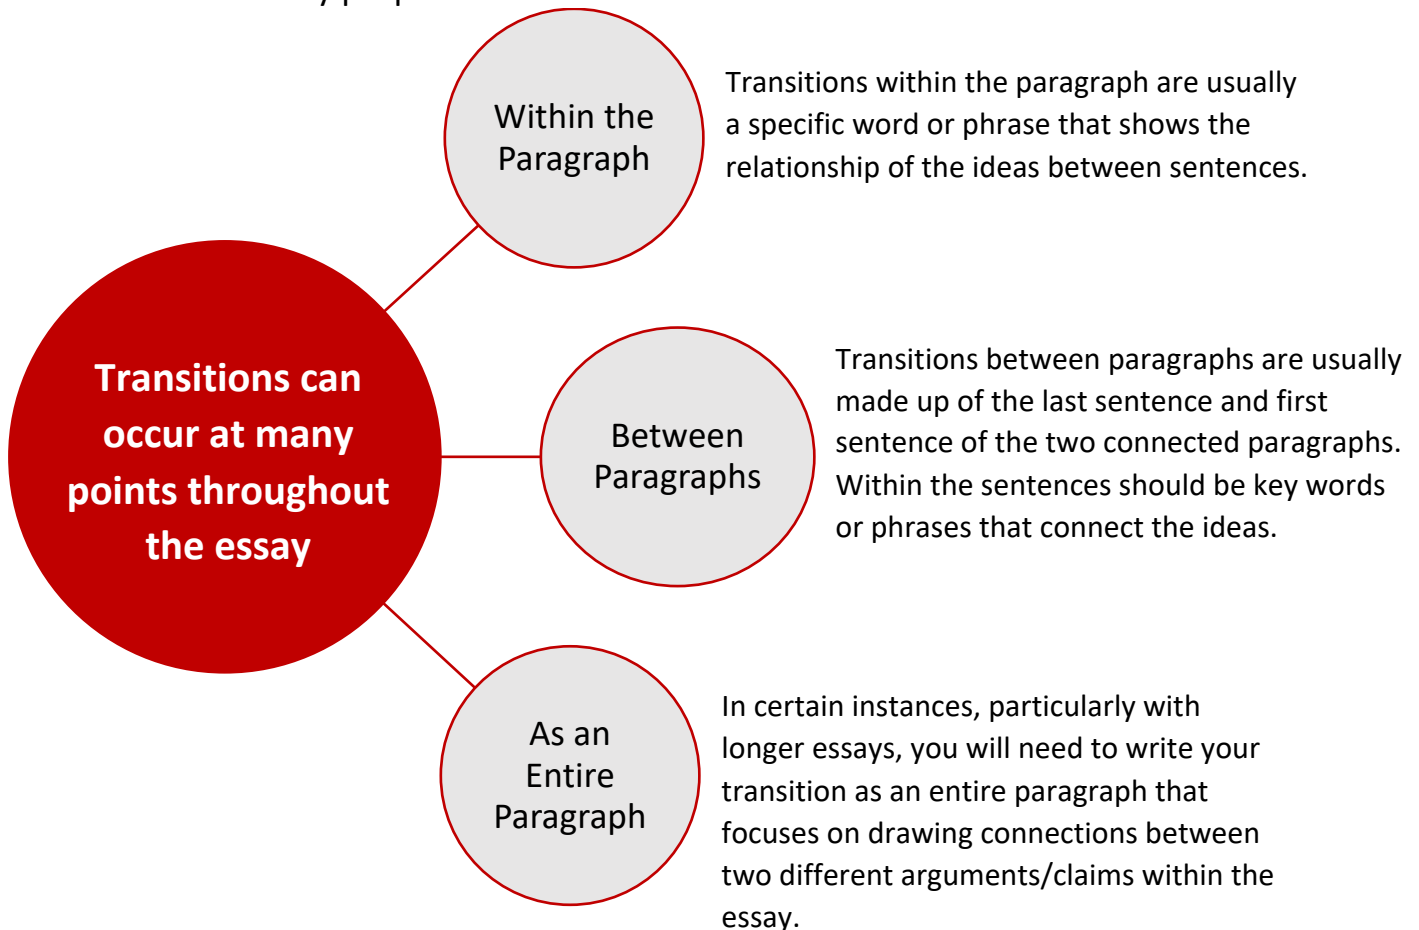 Within the
Paragraph
Transitions within the paragraph are usually
a specific word or phrase that shows the
relationship of the ideas between sentences.
Transitions can
occur at many
points throughout
the essay
Between
Paragraphs
Transitions between paragraphs are usually
made up of the last sentence and first
sentence of the two connected paragraphs.
Within the sentences should be key words
or phrases that connect the ideas.
As an
Entire
Paragraph
In certain instances, particularly with
longer essays, you will need to write your
transition as an entire paragraph that
focuses on drawing connections between
two different arguments/claims within the
essay.